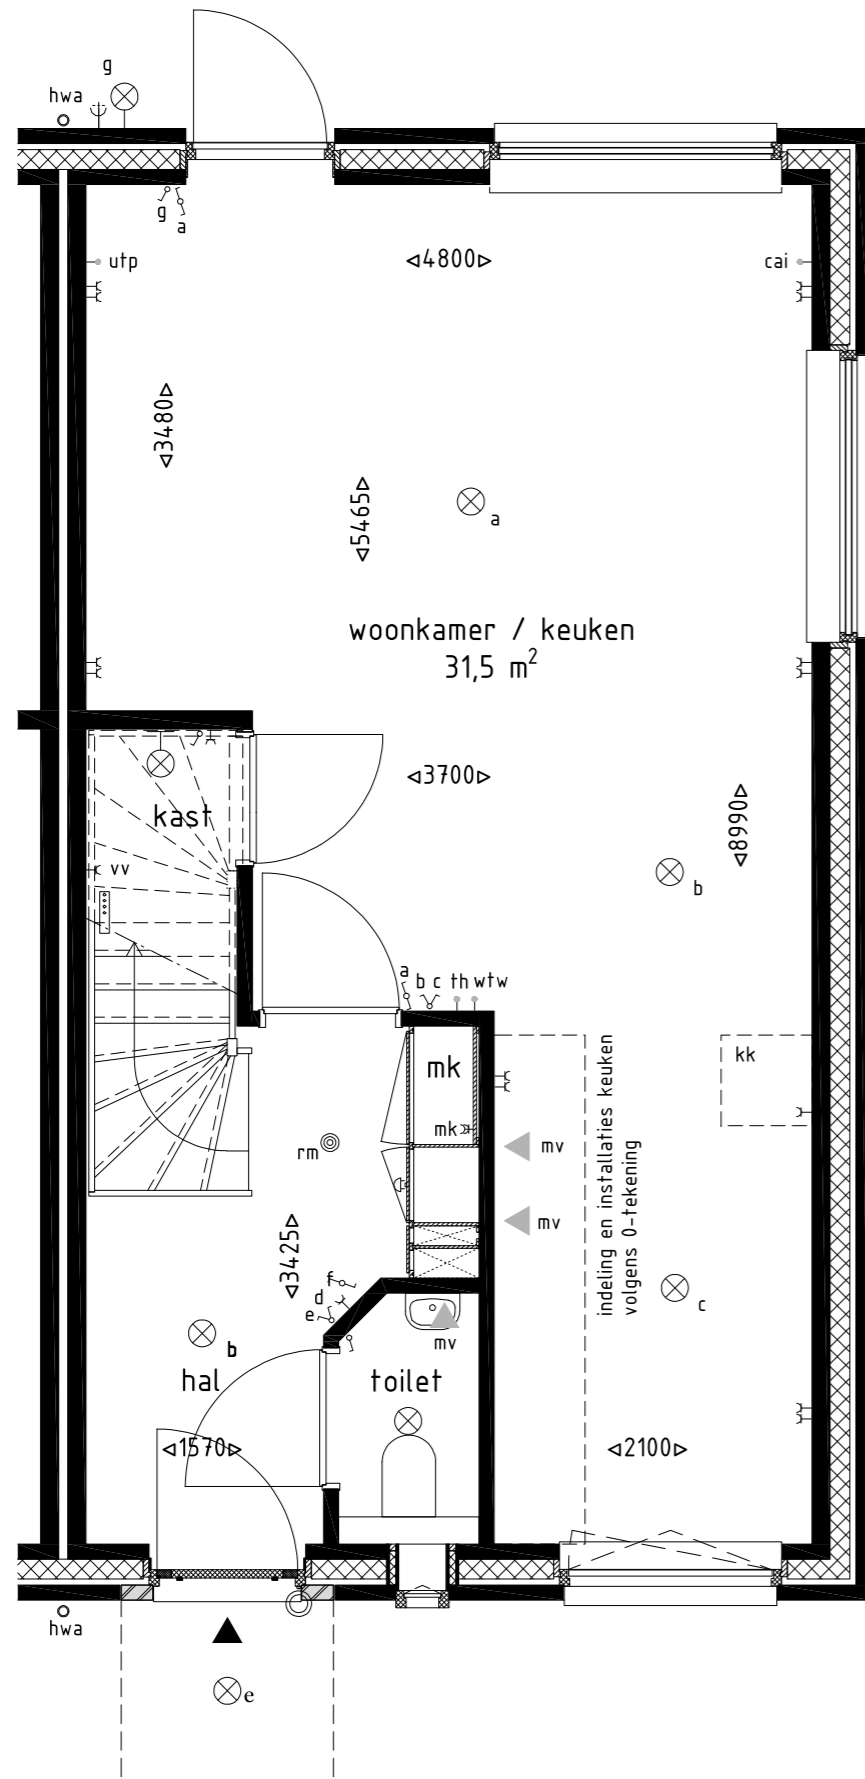 g
hwa
g
a
utp
4800
cai
3480
5465
a
woonkamer / keuken
31,5 m²
3700
kast
8990
vv
b
a b c th wtw
mk
kk
mk
rm
mv
indeling en installaties keuken
volgens 0-tekening
mv
3425
f
d
e
c
mv
b
hal
toilet
1570
2100
hwa
e